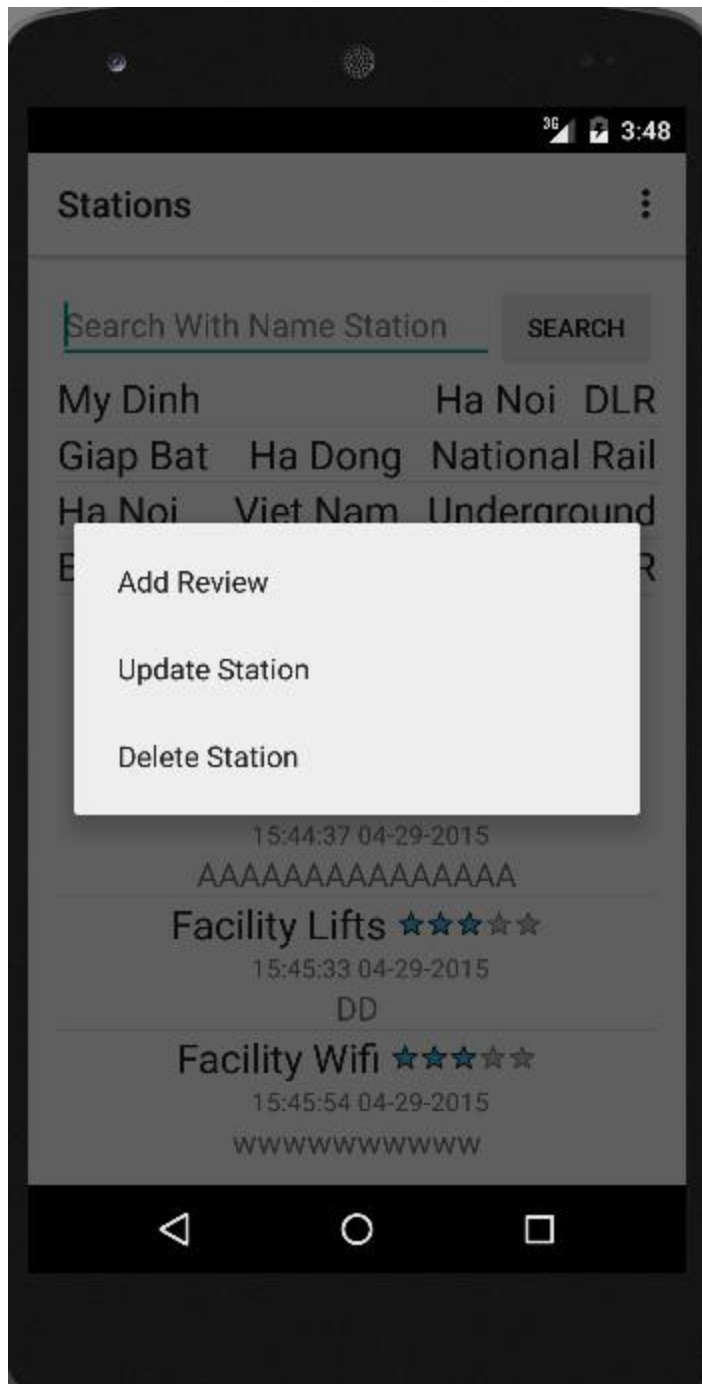 3G 3:48
Stations
Search With Name Station SEARCH
My Dinh Ha Noi DLR
Giap Bat Ha Dong National Rail
Ha Noi Viet Nam Underground
Add Review
Update Station
Delete Station
15:44:37 04-29-2015
AAAAAAAAAAAAAAA
Facility Lifts
15:45:33 04-29-2015
DD
Facility Wifi
15:45:54 04-29-2015
wwwwwwwwwww